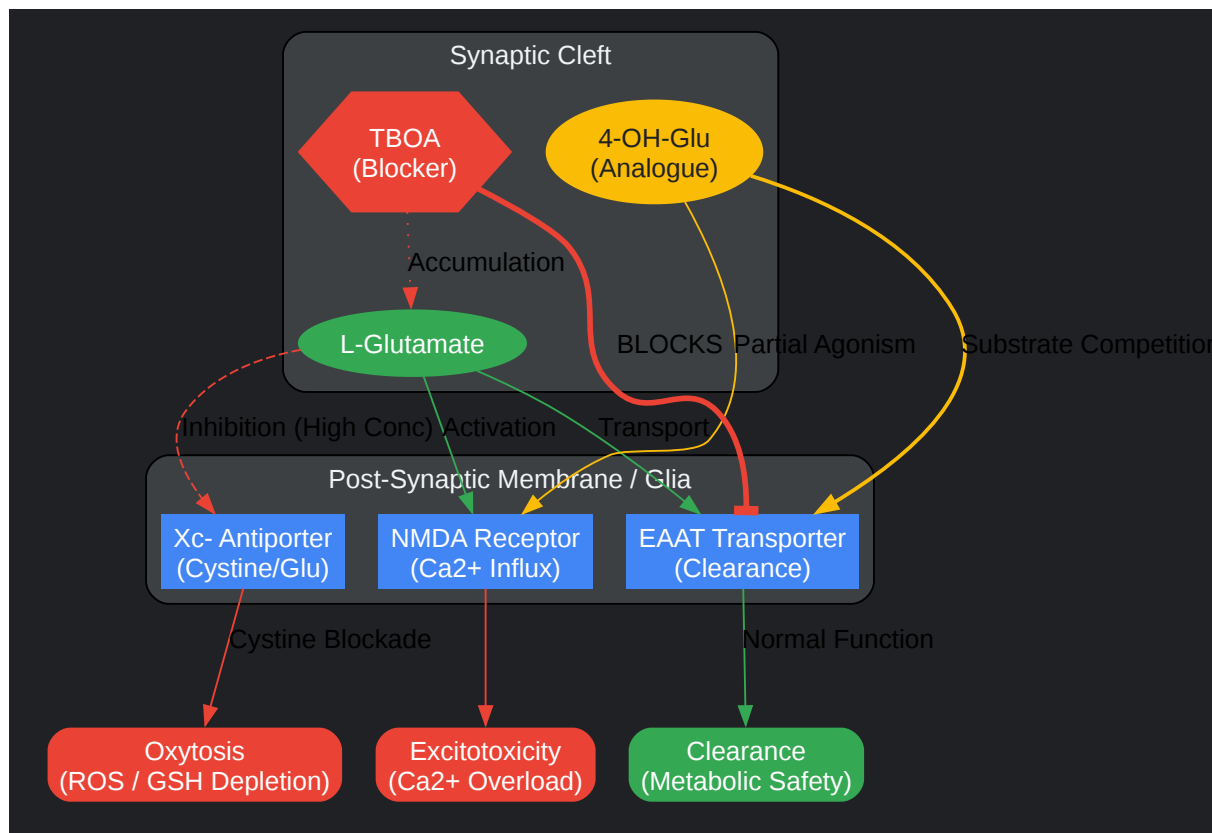 Synaptic Cleft
TBOA
(Blocker)
4-OH-Glu
(Analogue)
Accumulation
L-Glutamate
BLOCKS
Partial Agonism
Substrate Competition
Inhibition (High Conc)
Activation
Transport
Post-Synaptic Membrane / Glia
Xc- Antiporter
(Cystine/Glu)
NMDA Receptor
(Ca2+ Influx)
EAAT Transporter
(Clearance)
Cystine Blockade
Normal Function
Oxytosis
(ROS / GSH Depletion)
Excitotoxicity
(Ca2+ Overload)
Clearance
(Metabolic Safety)